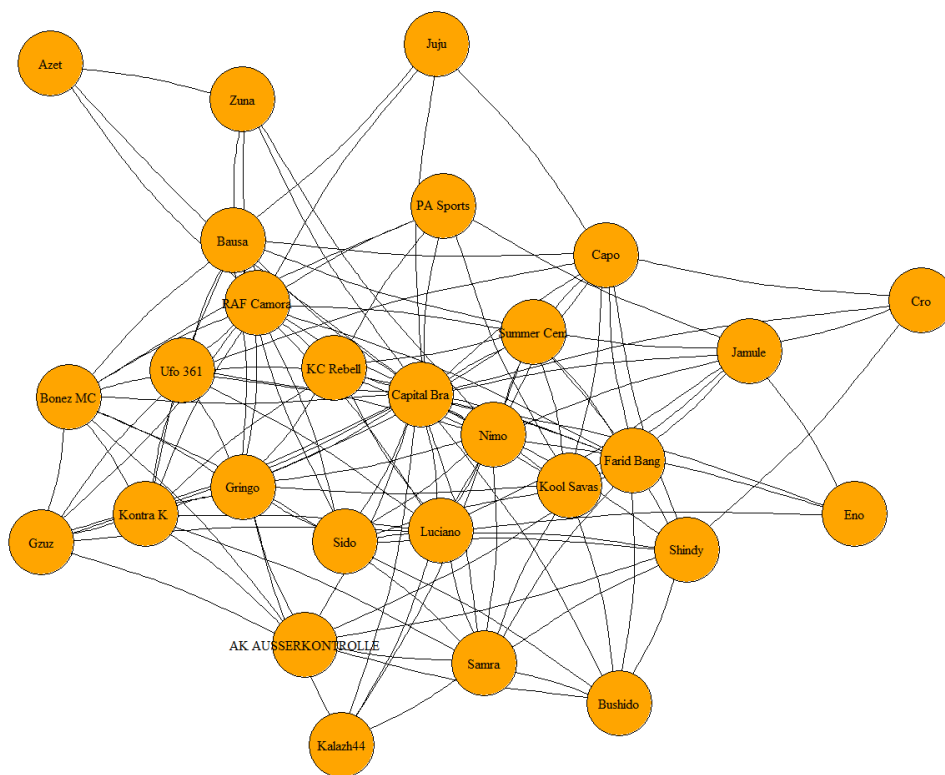 Juju
Azet
Zuna
PA Sports
Bausa
Capo
Cro
RAF Camora
Summer Cem
Jamule
KC Rebell
Ufo 361
Capital Bra
Bonez MC
Nimo
Farid Bang
Gringo
Kool Savas
Kontra K
Eno
Luciano
Gzuz
Sido
Shindy
AK AUSSERKONTROLLE
Samra
Bushido
Kalazh44